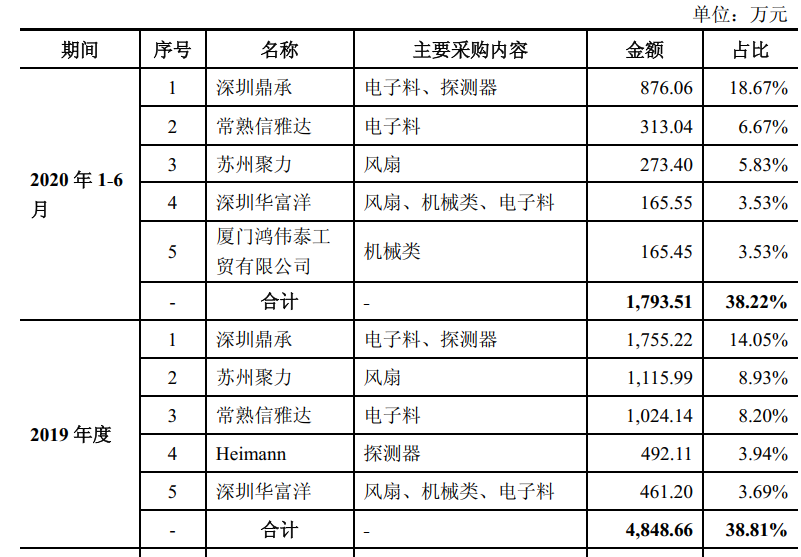 单位：万元
期间 序号 名称 主要采购内容 金额 占比
2020 年 1-6 月
1 深圳鼎承 电子料、探测器 876.06 18.67%
2 常熟信雅达 电子料 313.04 6.67%
3 苏州聚力 风扇 273.40 5.83%
4 深圳华富洋 风扇、机械类、电子料 165.55 3.53%
5 厦门鸿伟泰工贸有限公司 机械类 165.45 3.53%
- 合计 - 1,793.51 38.22%
2019 年度
1 深圳鼎承 电子料、探测器 1,755.22 14.05%
2 苏州聚力 风扇 1,115.99 8.93%
3 常熟信雅达 电子料 1,024.14 8.20%
4 Heimann 探测器 492.11 3.94%
5 深圳华富洋 风扇、机械类、电子料 461.20 3.69%
- 合计 - 4,848.66 38.81%